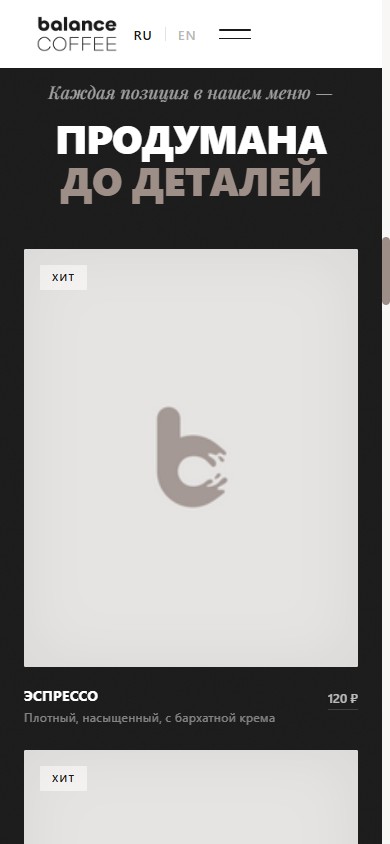 balance
COFFEE
RU EN
Каждая позиция в нашем меню —
ПРОДУМАНА
ДО ДЕТАЛЕЙ
ХИТ
ЭСПРЕССО
120 ₽
Плотный, насыщенный, с бархатной крема
ХИТ